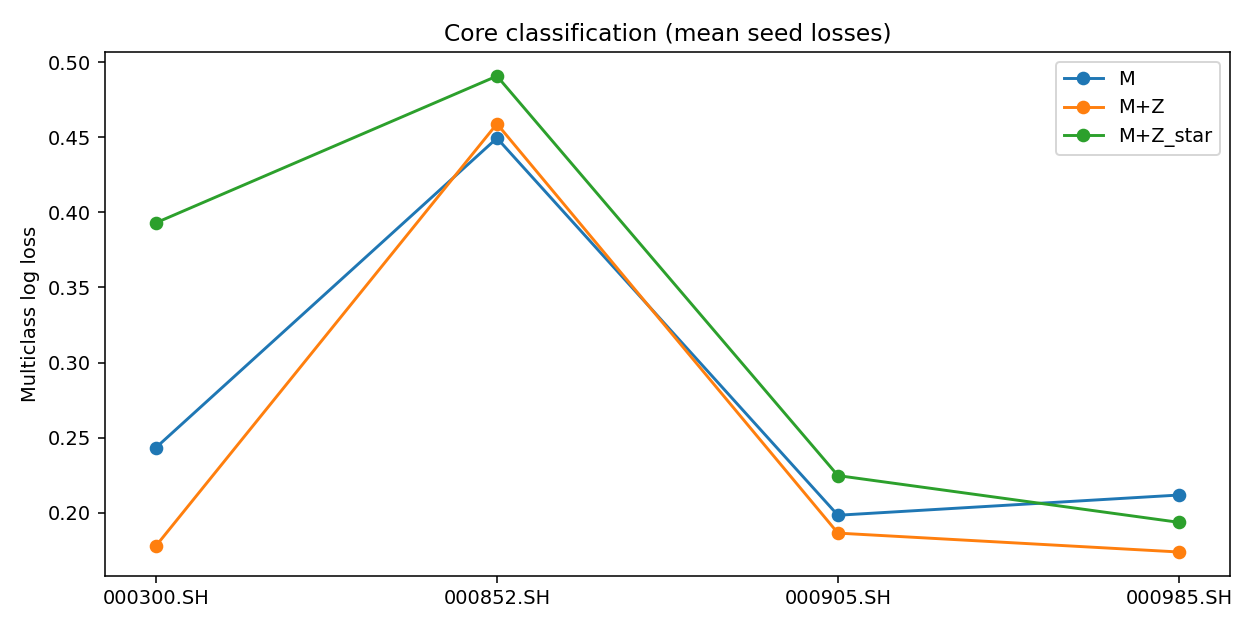 Core classification (mean seed losses)
M
M+Z
M+Z_star
Multiclass log loss
0.50
0.45
0.40
0.35
0.30
0.25
0.20
000300.SH
000852.SH
000905.SH
000985.SH